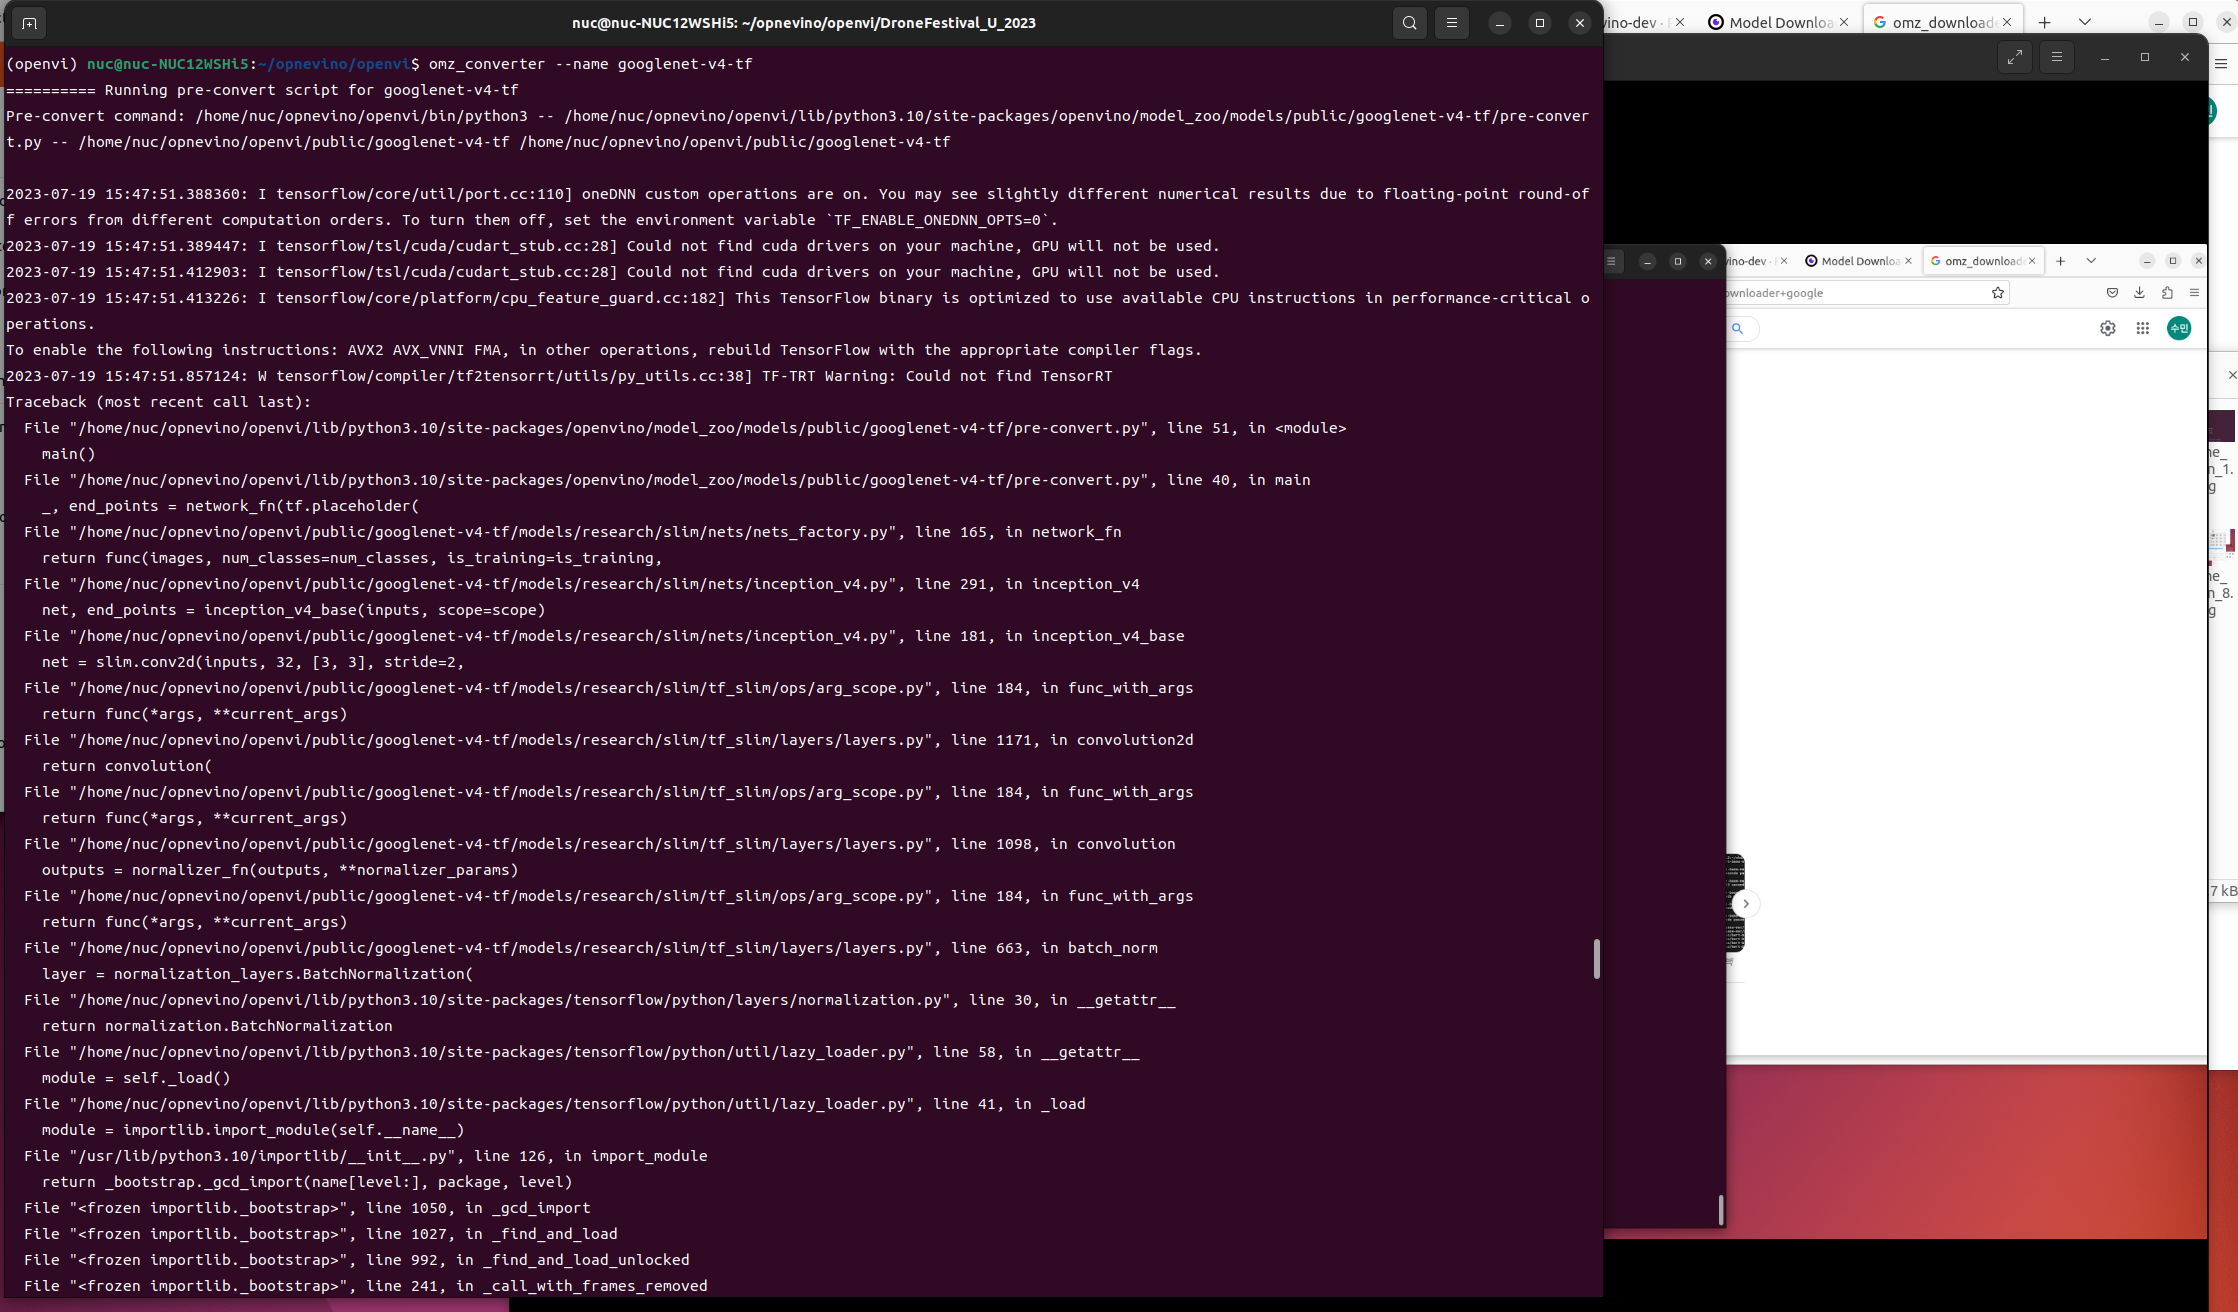 nuc@nuc-NUC12WSHi5: ~/opnevino/openvi/DroneFestival_U_2023
(openvi) nuc@nuc-NUC12WSHi5:~/opnevino/openvi$ omz_converter --name googlenet-v4-tf
========== Running pre-convert script for googlenet-v4-tf
Pre-convert command: /home/nuc/opnevino/openvi/bin/python3 -- /home/nuc/opnevino/openvi/lib/python3.10/site-packages/openvino/model_zoo/models/public/googlenet-v4-tf/pre-conver
t.py -- /home/nuc/opnevino/openvi/public/googlenet-v4-tf /home/nuc/opnevino/openvi/public/googlenet-v4-tf
2023-07-19 15:47:51.388360: I tensorflow/core/util/port.cc:110] oneDNN custom operations are on. You may see slightly different numerical results due to floating-point round-of
f errors from different computation orders. To turn them off, set the environment variable `TF_ENABLE_ONEDNN_OPTS=0`.
2023-07-19 15:47:51.389447: I tensorflow/tsl/cuda/cudart_stub.cc:28] Could not find cuda drivers on your machine, GPU will not be used.
2023-07-19 15:47:51.412903: I tensorflow/tsl/cuda/cudart_stub.cc:28] Could not find cuda drivers on your machine, GPU will not be used.
2023-07-19 15:47:51.413226: I tensorflow/core/platform/cpu_feature_guard.cc:182] This TensorFlow binary is optimized to use available CPU instructions in performance-critical o
perations.
To enable the following instructions: AVX2 AVX_VNNI FMA, in other operations, rebuild TensorFlow with the appropriate compiler flags.
2023-07-19 15:47:51.857124: W tensorflow/compiler/tf2tensorrt/utils/py_utils.cc:38] TF-TRT Warning: Could not find TensorRT
Traceback (most recent call last):
  File "/home/nuc/opnevino/openvi/lib/python3.10/site-packages/openvino/model_zoo/models/public/googlenet-v4-tf/pre-convert.py", line 51, in <module>
    main()
  File "/home/nuc/opnevino/openvi/lib/python3.10/site-packages/openvino/model_zoo/models/public/googlenet-v4-tf/pre-convert.py", line 40, in main
    _, end_points = network_fn(tf.placeholder(
  File "/home/nuc/opnevino/openvi/public/googlenet-v4-tf/models/research/slim/nets/nets_factory.py", line 165, in network_fn
    return func(images, num_classes=num_classes, is_training=is_training,
  File "/home/nuc/opnevino/openvi/public/googlenet-v4-tf/models/research/slim/nets/inception_v4.py", line 291, in inception_v4
    net, end_points = inception_v4_base(inputs, scope=scope)
  File "/home/nuc/opnevino/openvi/public/googlenet-v4-tf/models/research/slim/nets/inception_v4.py", line 181, in inception_v4_base
    net = slim.conv2d(inputs, 32, [3, 3], stride=2,
  File "/home/nuc/opnevino/openvi/public/googlenet-v4-tf/models/research/slim/tf_slim/ops/arg_scope.py", line 184, in func_with_args
    return func(*args, **current_args)
  File "/home/nuc/opnevino/openvi/public/googlenet-v4-tf/models/research/slim/tf_slim/layers/layers.py", line 1171, in convolution2d
    return convolution(
  File "/home/nuc/opnevino/openvi/public/googlenet-v4-tf/models/research/slim/tf_slim/ops/arg_scope.py", line 184, in func_with_args
    return func(*args, **current_args)
  File "/home/nuc/opnevino/openvi/public/googlenet-v4-tf/models/research/slim/tf_slim/layers/layers.py", line 1098, in convolution
    outputs = normalizer_fn(outputs, **normalizer_params)
  File "/home/nuc/opnevino/openvi/public/googlenet-v4-tf/models/research/slim/tf_slim/ops/arg_scope.py", line 184, in func_with_args
    return func(*args, **current_args)
  File "/home/nuc/opnevino/openvi/public/googlenet-v4-tf/models/research/slim/tf_slim/layers/layers.py", line 663, in batch_norm
    layer = normalization_layers.BatchNormalization(
  File "/home/nuc/opnevino/openvi/lib/python3.10/site-packages/tensorflow/python/layers/normalization.py", line 30, in __getattr__
    return normalization.BatchNormalization
  File "/home/nuc/opnevino/openvi/lib/python3.10/site-packages/tensorflow/python/util/lazy_loader.py", line 58, in __getattr__
    module = self._load()
  File "/home/nuc/opnevino/openvi/lib/python3.10/site-packages/tensorflow/python/util/lazy_loader.py", line 41, in _load
    module = importlib.import_module(self.__name__)
  File "/usr/lib/python3.10/importlib/__init__.py", line 126, in import_module
    return _bootstrap._gcd_import(name[level:], package, level)
  File "<frozen importlib._bootstrap>", line 1050, in _gcd_import
  File "<frozen importlib._bootstrap>", line 1027, in _find_and_load
  File "<frozen importlib._bootstrap>", line 992, in _find_and_load_unlocked
  File "<frozen importlib._bootstrap>", line 241, in _call_with_frames_removed
vino-dev · Model Downloa omz_downloade
vino-dev · Model Downloa omz_download
ownloader+google
수민
ne_
n_1.
g
ne_
n_8.
g
7 kB